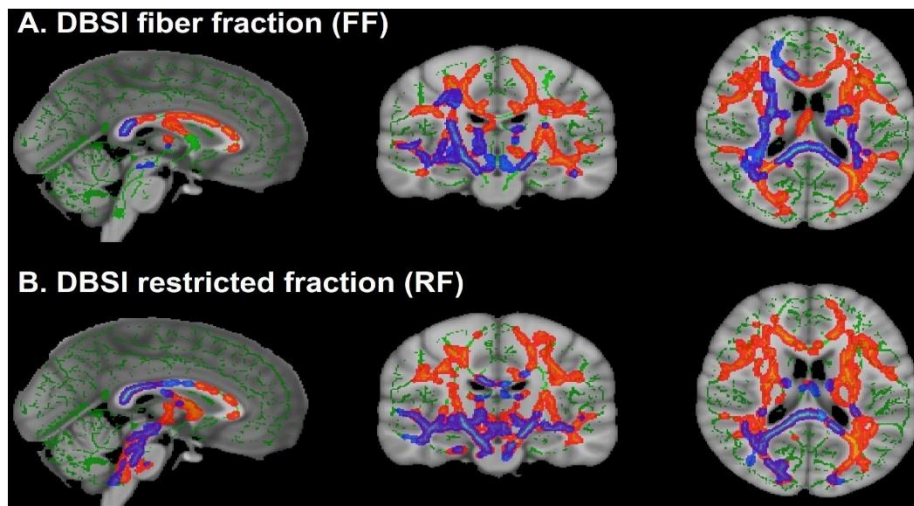 A. DBSI fiber fraction (FF)
B. DBSI restricted fraction (RF)